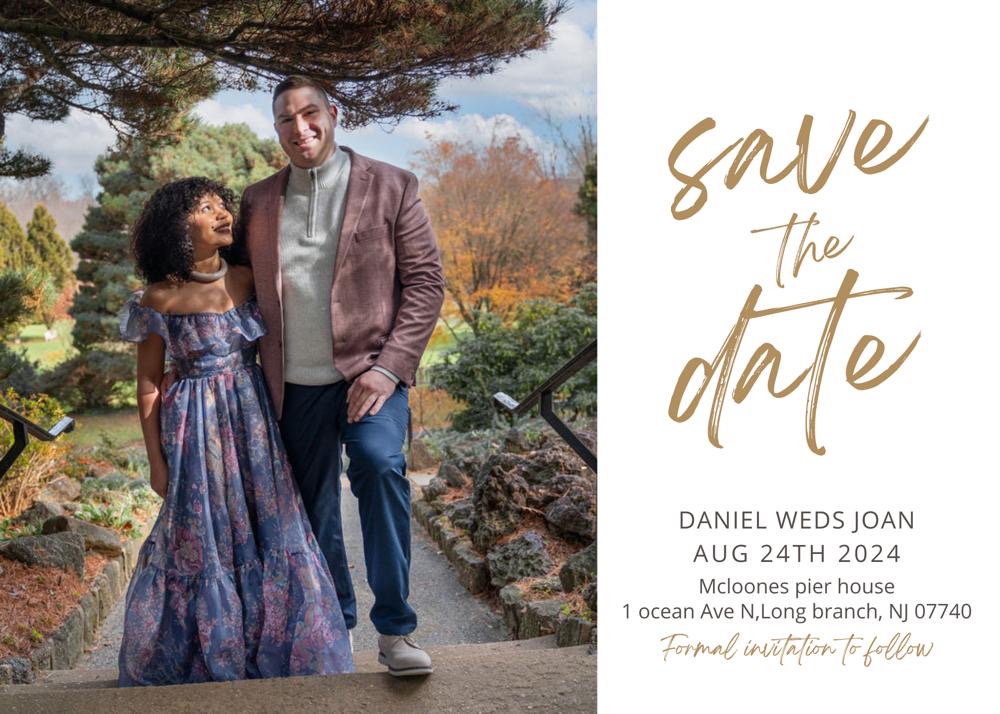 save
the
date
DANIEL WEDS JOAN
AUG 24TH 2024
Mcloones pier house
1 ocean Ave N,Long branch, NJ 07740
Formal invitation to follow